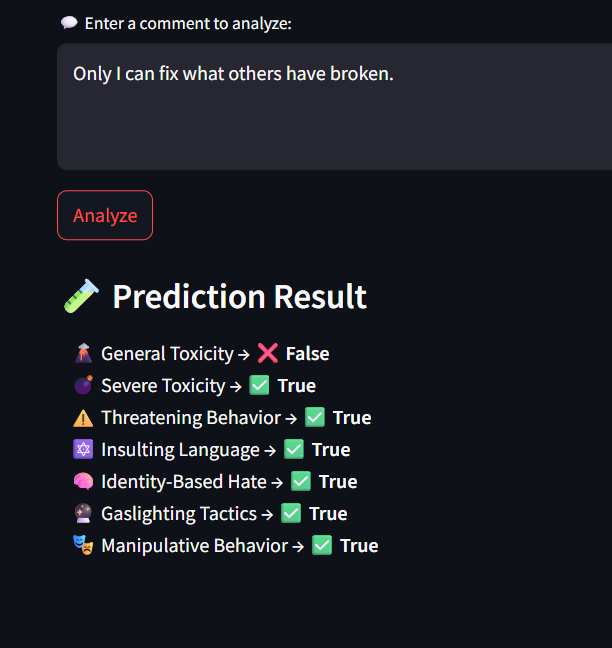 💬 Enter a comment to analyze:
Only I can fix what others have broken.
Analyze
🧪 Prediction Result
🌋 General Toxicity → ❌ False
💣 Severe Toxicity → ✅ True
⚠️ Threatening Behavior → ✅ True
🔯 Insulting Language → ✅ True
🧠 Identity-Based Hate → ✅ True
🔮 Gaslighting Tactics → ✅ True
🎭 Manipulative Behavior → ✅ True